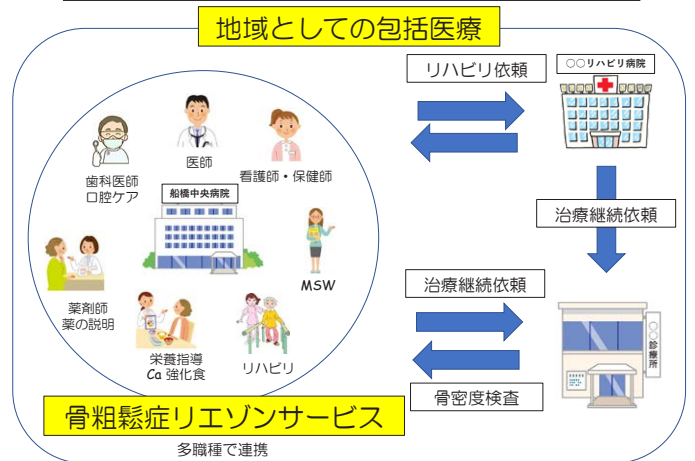 地域としての包括医療
リハビリ依頼
○○リハビリ病院
医師
歯科医師
口腔ケア
看護師・保健師
船橋中央病院
治療継続依頼
MSW
薬剤師
薬の説明
栄養指導
Ca 強化食
リハビリ
治療継続依頼
○○診療所
骨密度検査
骨粗鬆症リエゾンサービス
多職種で連携